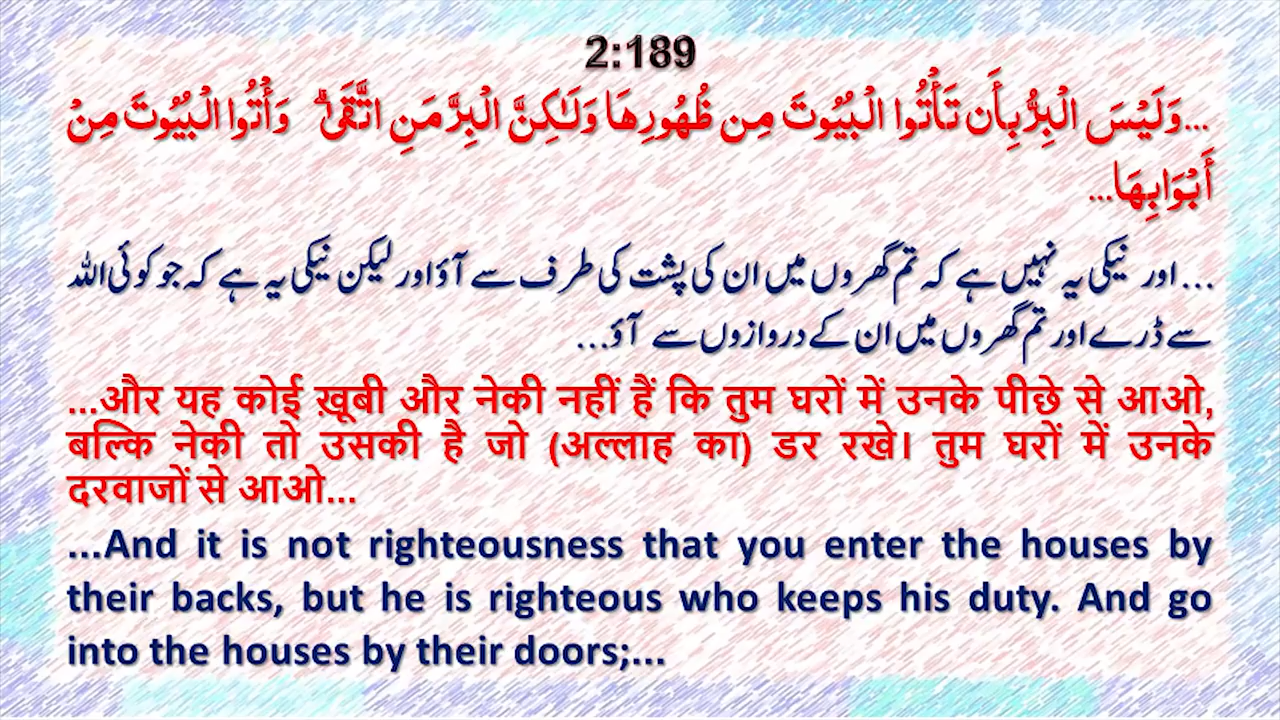 2:189
...وَلَيْسَ الْبِرُّ بِأَن تَأْتُوا الْبُيُوتَ مِن ظُهُورِهَا وَلَٰكِنَّ الْبِرَّ مَنِ اتَّقَىٰ ۗ وَأْتُوا الْبُيُوتَ مِنْ
أَبْوَابِهَا...
... اور نیکی یہ نہیں ہے کہ تم گھروں میں ان کی پشت کی طرف سے آؤ اور لیکن نیکی یہ ہے کہ جو کوئی اللہ
سے ڈرے اور تم گھروں میں ان کے دروازوں سے آؤ...
...और यह कोई ख़ूबी और नेकी नहीं हैं कि तुम घरों में उनके पीछे से आओ,
बल्कि नेकी तो उसकी है जो (अल्लाह का) डर रखे। तुम घरों में उनके
दरवाजों से आओ...
...And it is not righteousness that you enter the houses by
their backs, but he is righteous who keeps his duty. And go
into the houses by their doors;...